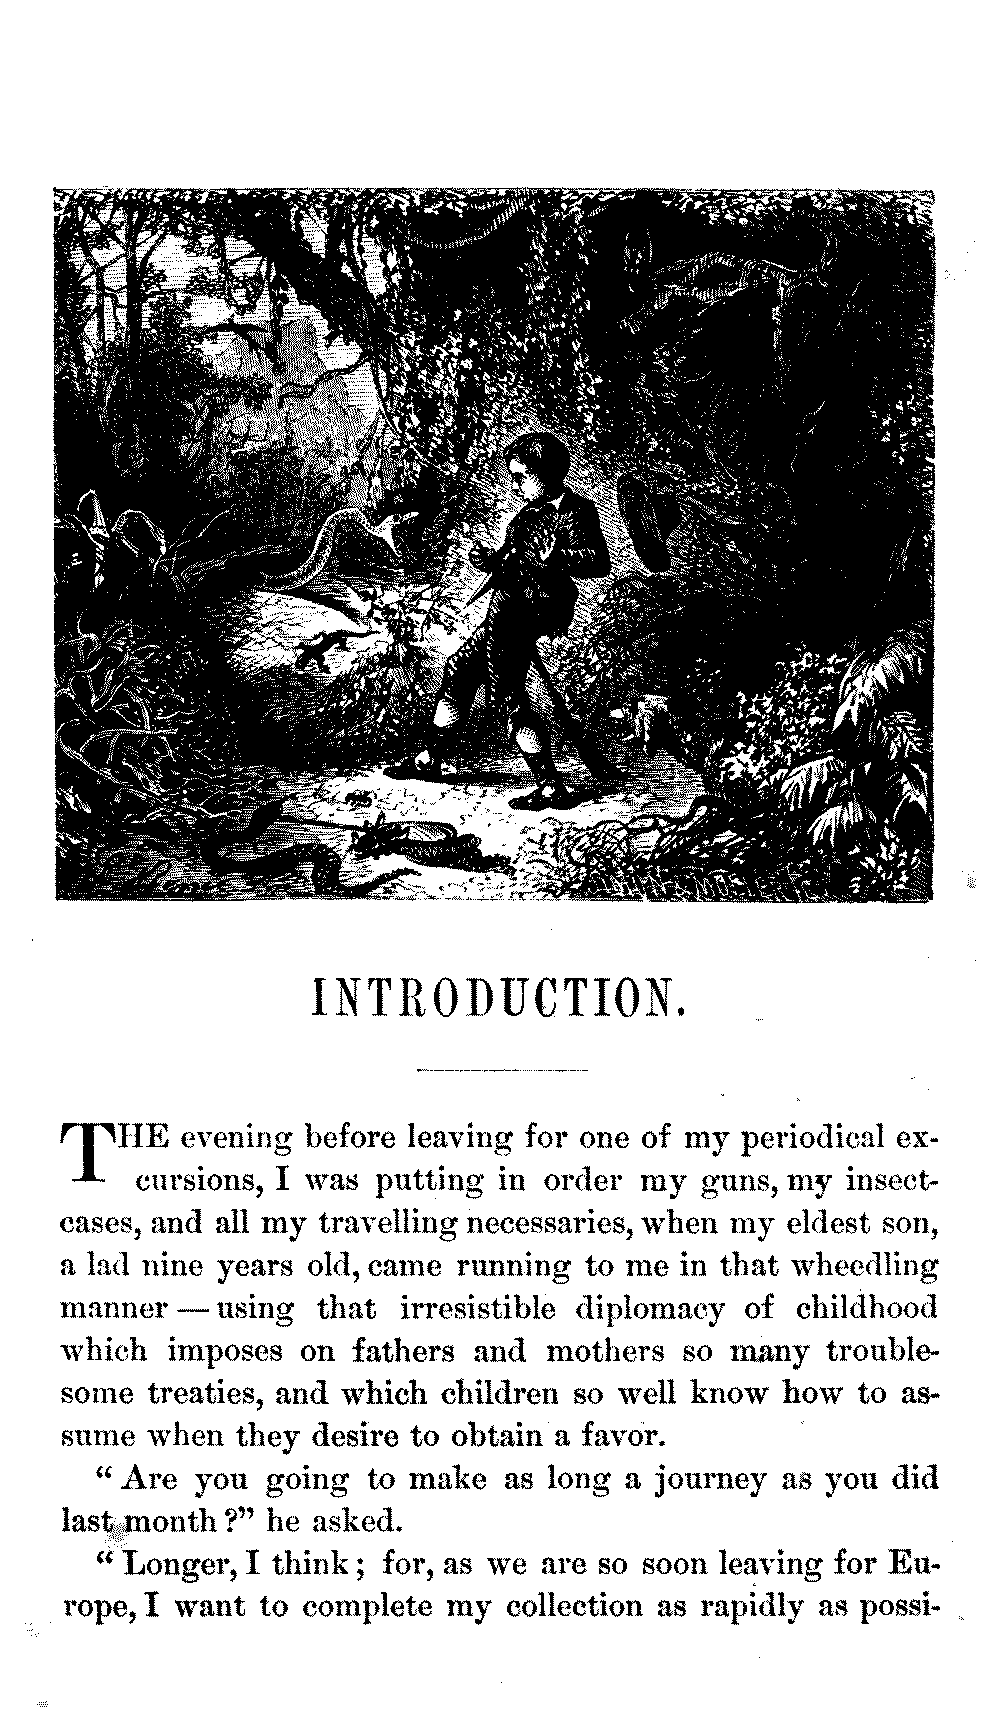 INTRODUCTION.
THE evening before leaving for one of my periodical ex-
cursions, I was putting in order my guns, my insect-
cases, and all my travelling necessaries, when my eldest son,
a lad nine years old, came running to me in that wheedling
manner — using that irresistible diplomacy of childhood
which imposes on fathers and mothers so many trouble-
some treaties, and which children so well know how to as-
sume when they desire to obtain a favor.
“Are you going to make as long a journey as you did
last month?” he asked.
“Longer, I think; for, as we are so soon leaving for Eu-
rope, I want to complete my collection as rapidly as possi-